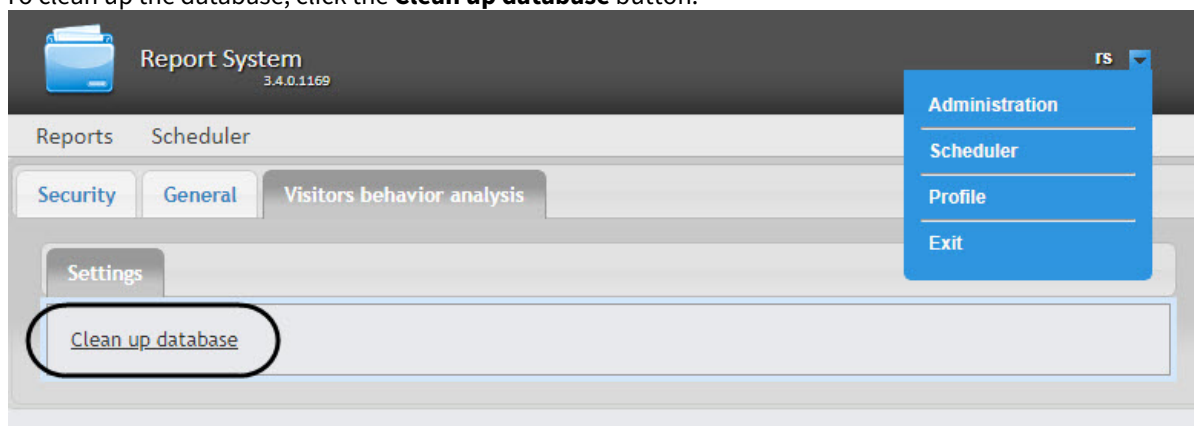 To clean up the database, click the Clean up database button.
Report System
3.4.0.1169
rs
Administration
Scheduler
Profile
Exit
Reports Scheduler
Security General Visitors behavior analysis
Settings
Clean up database